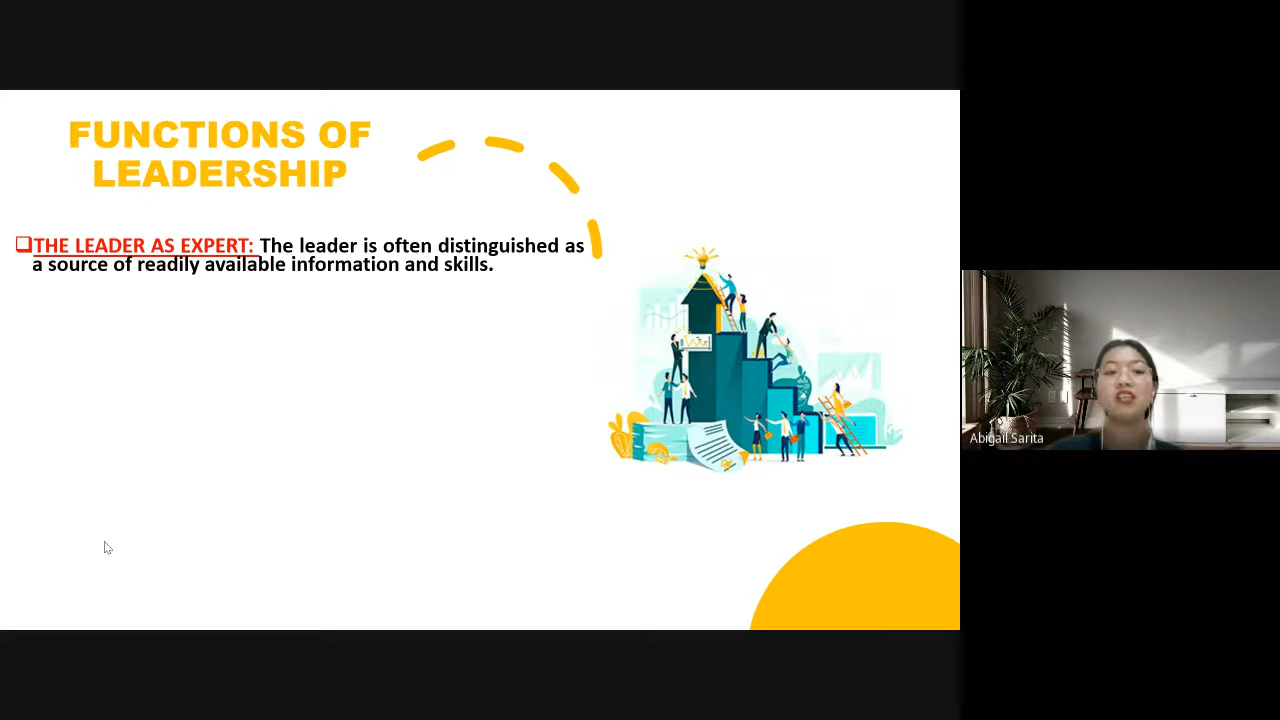 FUNCTIONS OF
LEADERSHIP
THE LEADER AS EXPERT: The leader is often distinguished as
a source of readily available information and skills.
Abigail Sarita